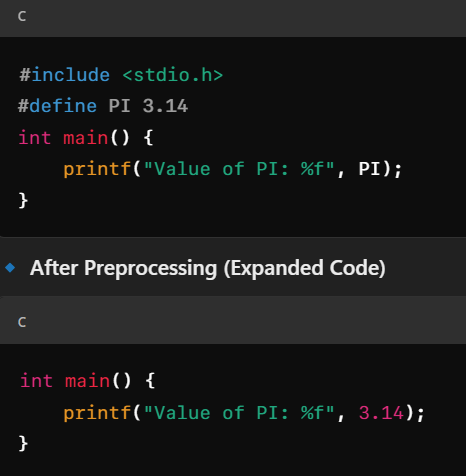 C
#include <stdio.h>
#define PI 3.14
int main() {
    printf("Value of PI: %f", PI);
}
After Preprocessing (Expanded Code)
C
int main() {
    printf("Value of PI: %f", 3.14);
}